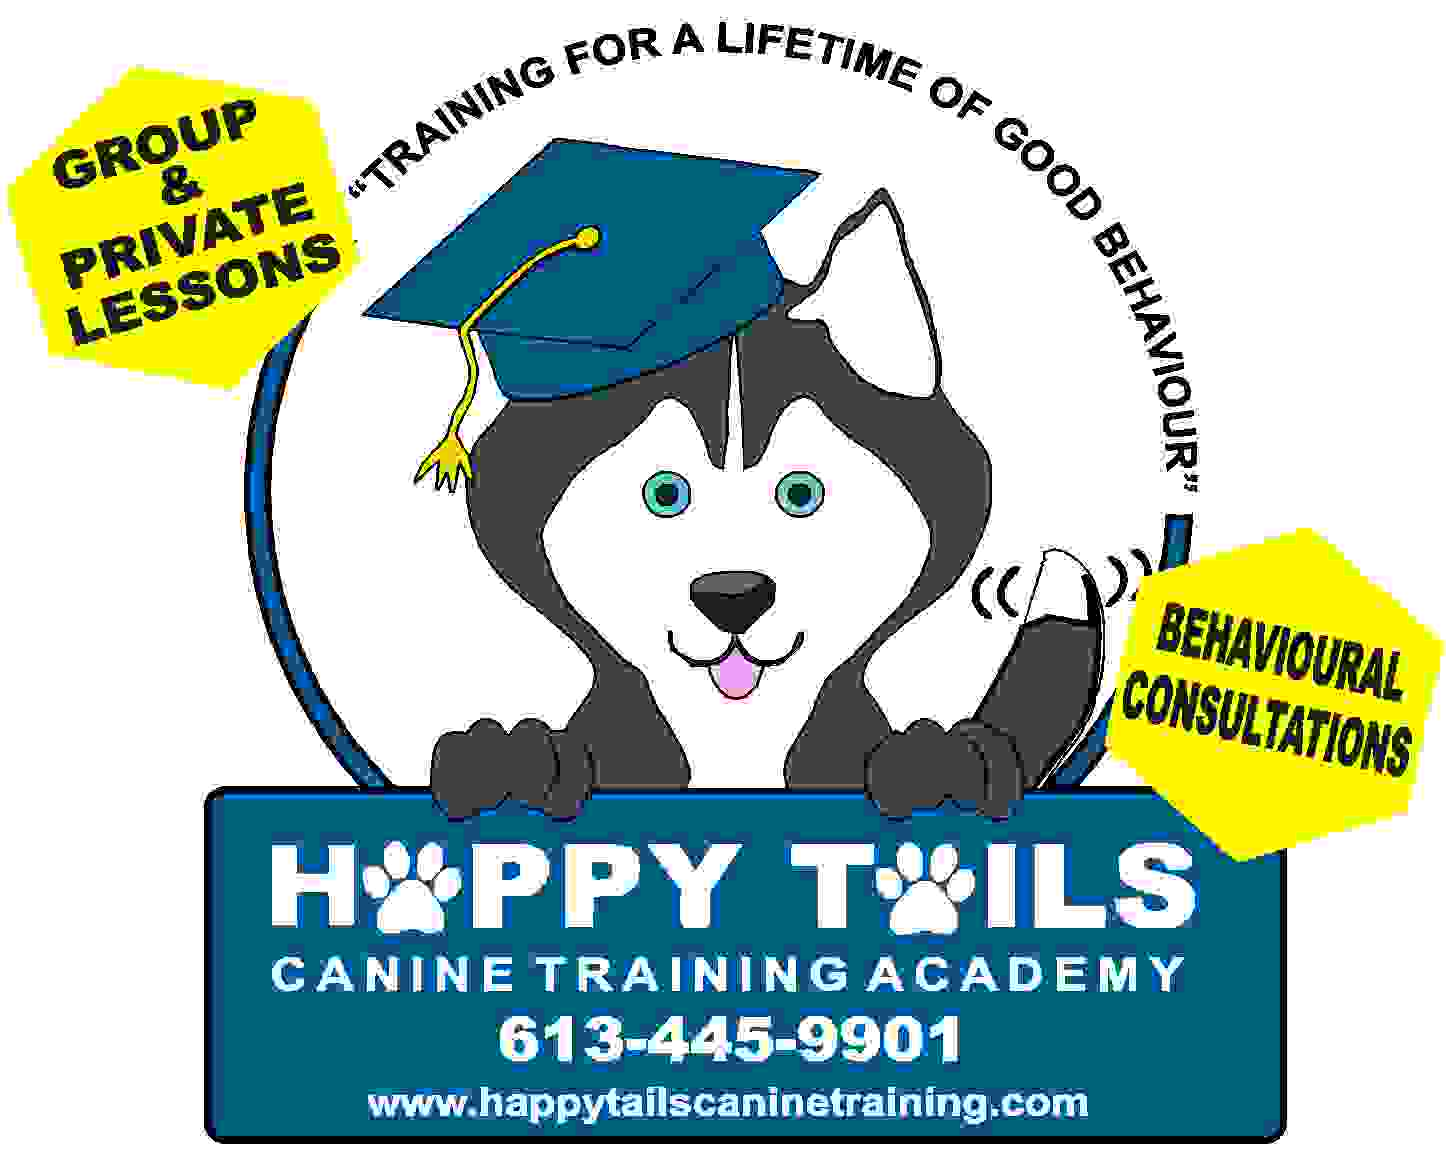 "TRAINING FOR A LIFETIME OF GOOD BEHAVIOUR"
GROUP
&
PRIVATE
LESSONS
BEHAVIOURAL
CONSULTATIONS
HAPPY TAILS
CANINE TRAINING ACADEMY
613-445-9901
www.happytailscaninetraining.com